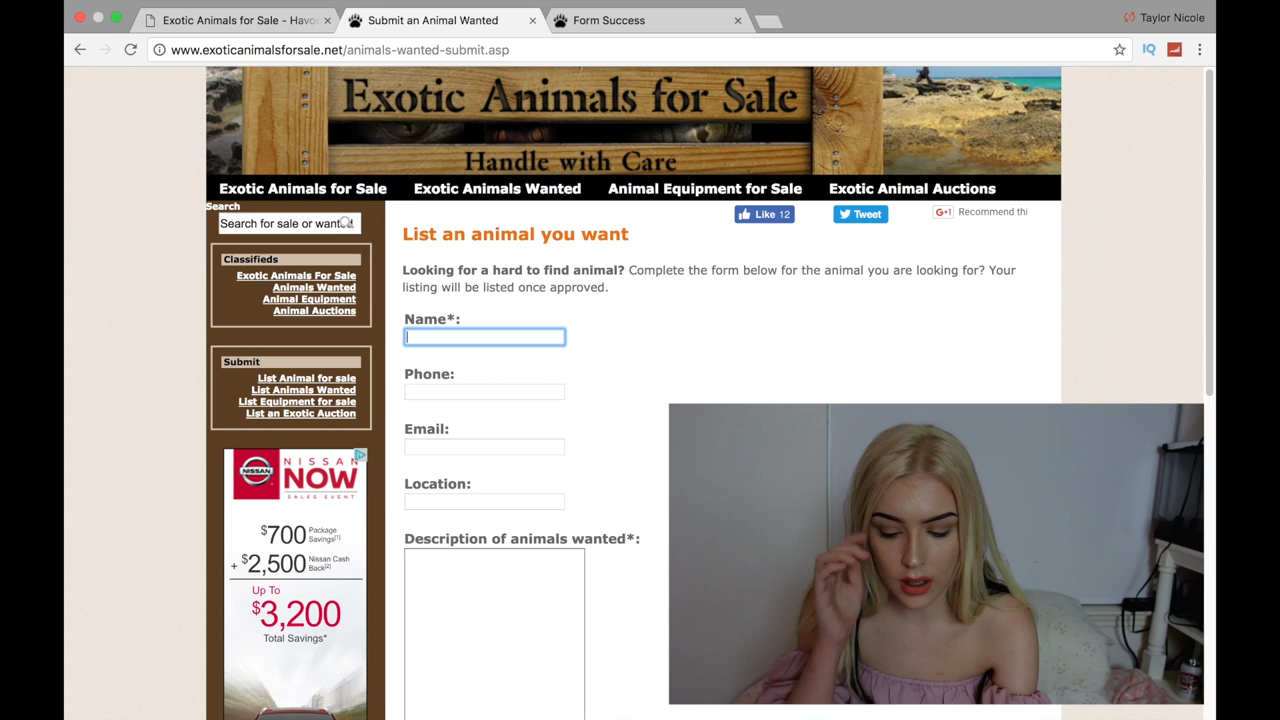 Exotic Animals for Sale - Havo
Submit an Animal Wanted
Form Success
Taylor Nicole
www.exoticanimalsforsale.net/animals-wanted-submit.asp
IQ
Exotic Animals for Sale
Handle with Care
Exotic Animals for Sale
Exotic Animals Wanted
Animal Equipment for Sale
Exotic Animal Auctions
Search
Search for sale or wanted
Like 12
Tweet
G+1 Recommend thi
Classifieds
Exotic Animals For Sale
Animals Wanted
Animal Equipment
Animal Auctions
Submit
List Animal for sale
List Animals Wanted
List Equipment for sale
List an Exotic Auction
NISSAN
NISSAN
NOW
SALES EVENT
$700 Package Savings[1]
+ $2,500 Nissan Cash Back[2]
Up To
$3,200
Total Savings*
List an animal you want
Looking for a hard to find animal? Complete the form below for the animal you are looking for? Your
listing will be listed once approved.
Name*:
Phone:
Email:
Location:
Description of animals wanted*: